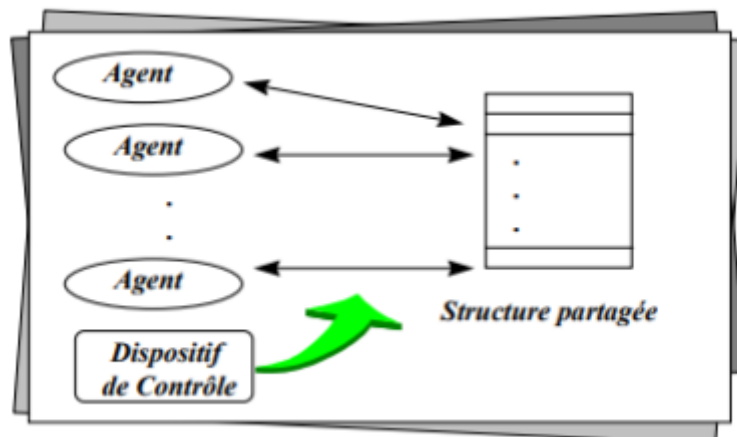 Agent
Agent
Agent
Structure partagée
Dispositif
de Contrôle